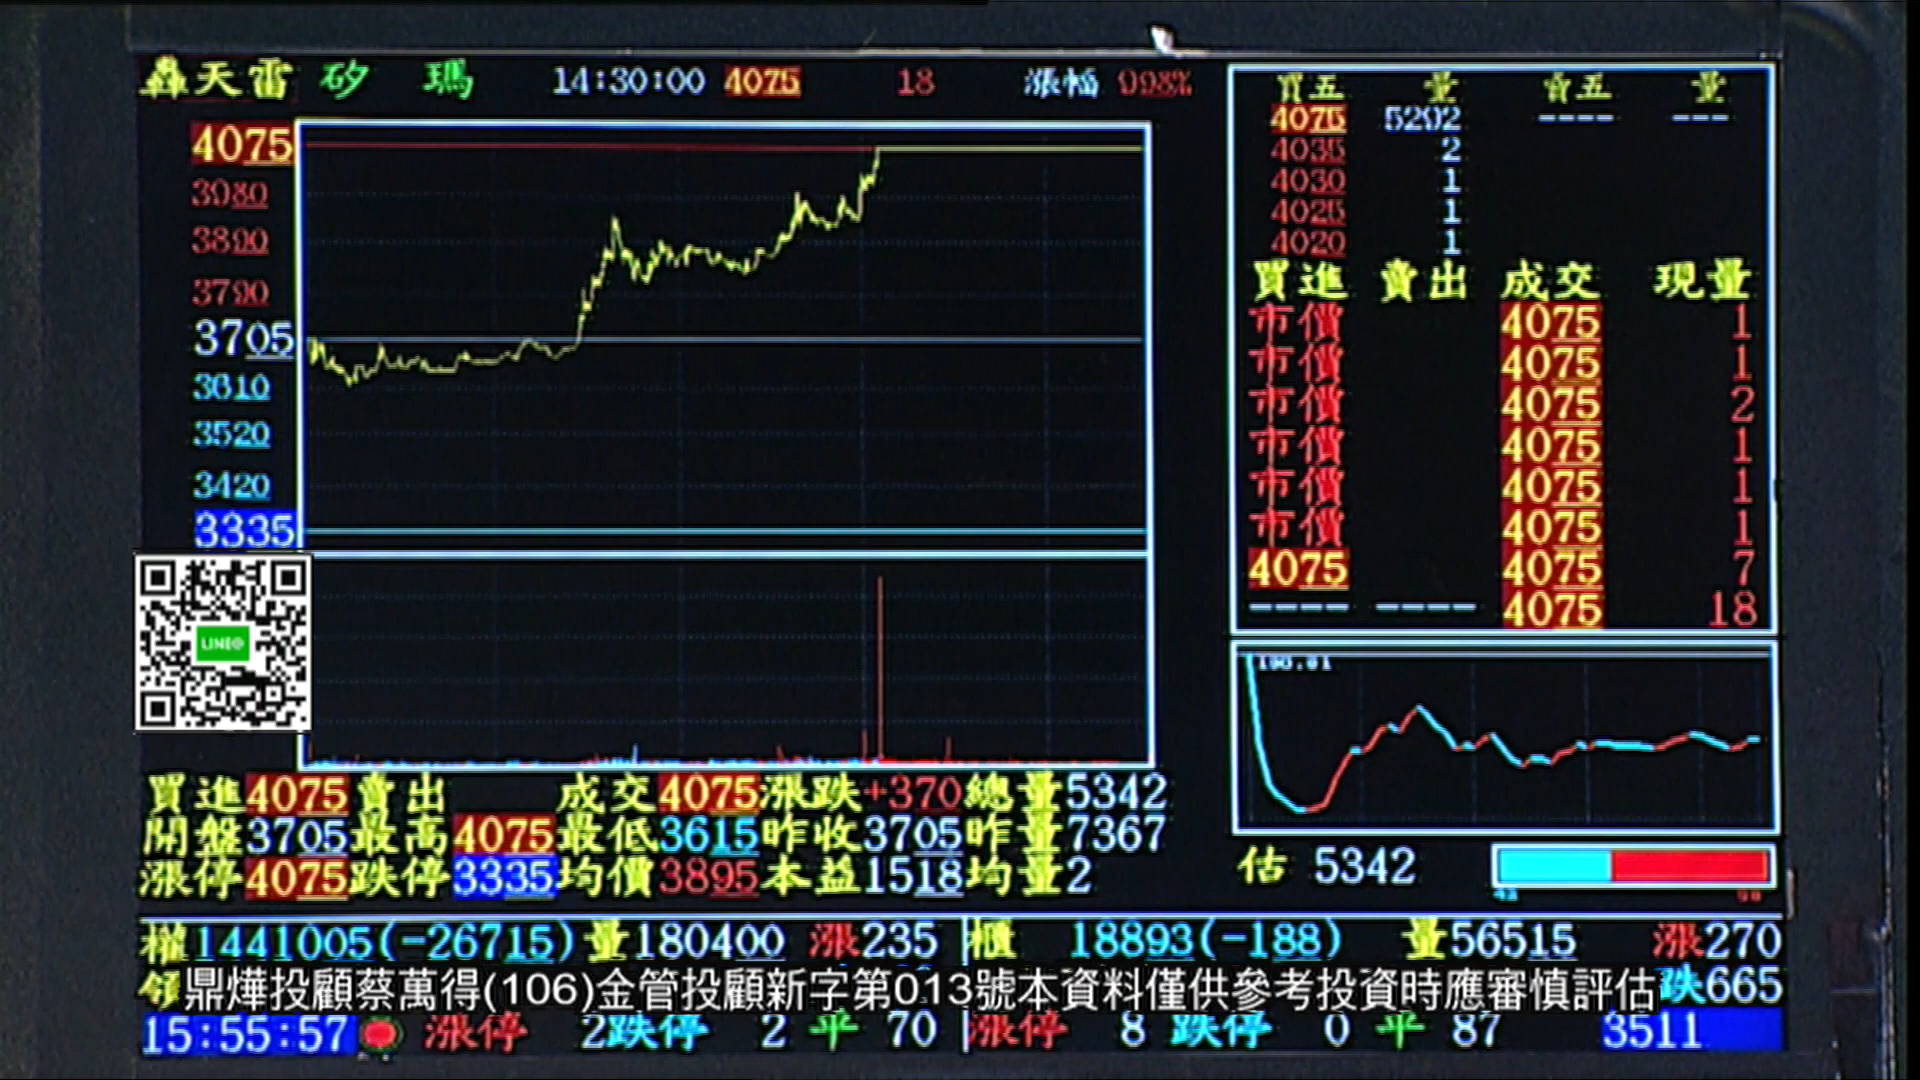 轟天雷 矽 瑪 14:30:00 4075 18 漲幅 998%
4075
3980
3890
3790
3705
3610
3520
3420
3335
買五 量 賣五 量
4075 5292 ---- ---
4035 2
4030 1
4025 1
4020 1
買進 賣出 成交 現量
市價 4075 1
市價 4075 1
市價 4075 2
市價 4075 1
市價 4075 1
市價 4075 1
4075 4075 7
---- ---- 4075 18
LINE@
買進4075賣出 成交4075漲跌+370總量5342
開盤3705最高4075最低3615昨收3705昨量7367
漲停4075跌停3335均價3895本益1518均量2
估 5342
權1441005(-26715)量180400 漲235 櫃 18893(-188) 量56515 漲270
鼎燁投顧蔡萬得(106)金管投顧新字第013號本資料僅供參考投資時應審慎評估
跌665
15:55:57 漲停 2跌停 2 平 70 漲停 8 跌停 0 平 87 3511